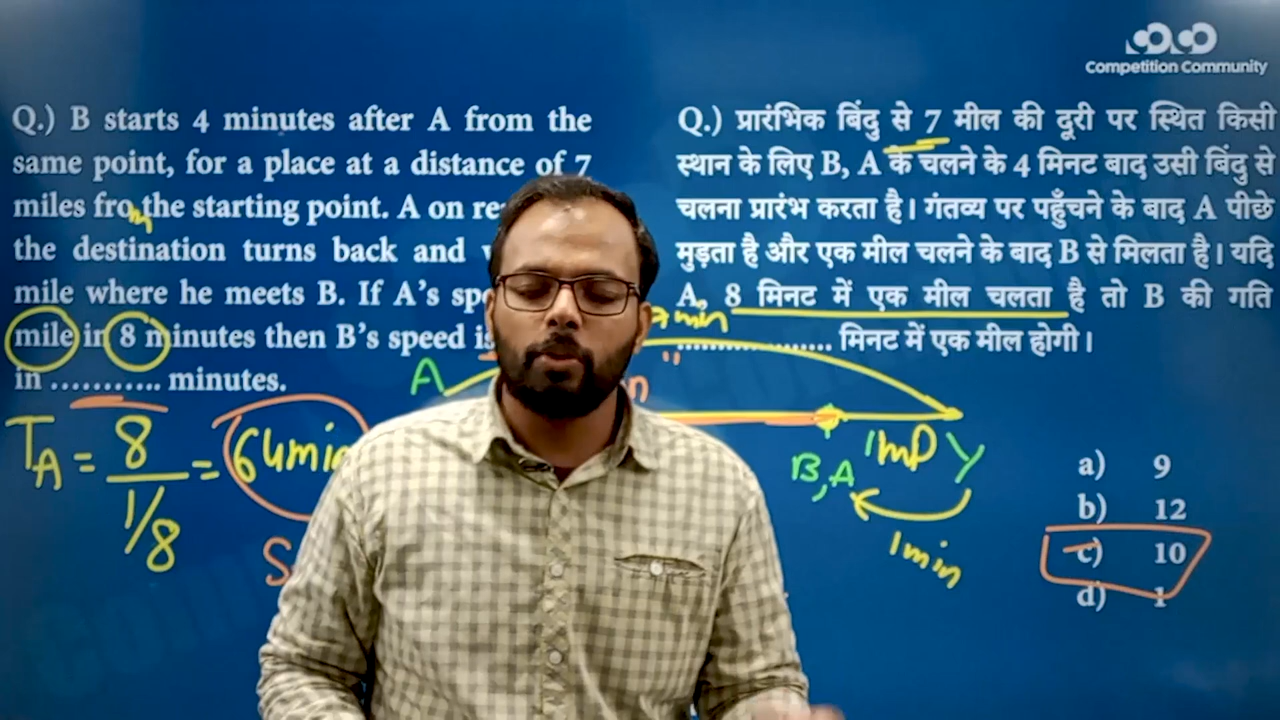 Competition Community
Q.) B starts 4 minutes after A from the
same point, for a place at a distance of 7
miles from the starting point. A on
the destination turns back and
mile where he meets B. If A's
mile in 8 minutes then B's speed
in ........... minutes.
Q.) प्रारंभिक बिंदु से 7 मील की दूरी पर स्थित किसी
स्थान के लिए B, A के चलने के 4 मिनट बाद उसी बिंदु से
चलना प्रारंभ करता है। गंतव्य पर पहुँचने के बाद A पीछे
मुड़ता है और एक मील चलने के बाद B से मिलता है। यदि
A, 8 मिनट में एक मील चलता है तो B की गति
.................. मिनट में एक मील होगी।
7 min
A
B, A
1m
Y
1min
T_A = 8 / 1/8 = 64min
S
a) 9
b) 12
c) 10
d) 1